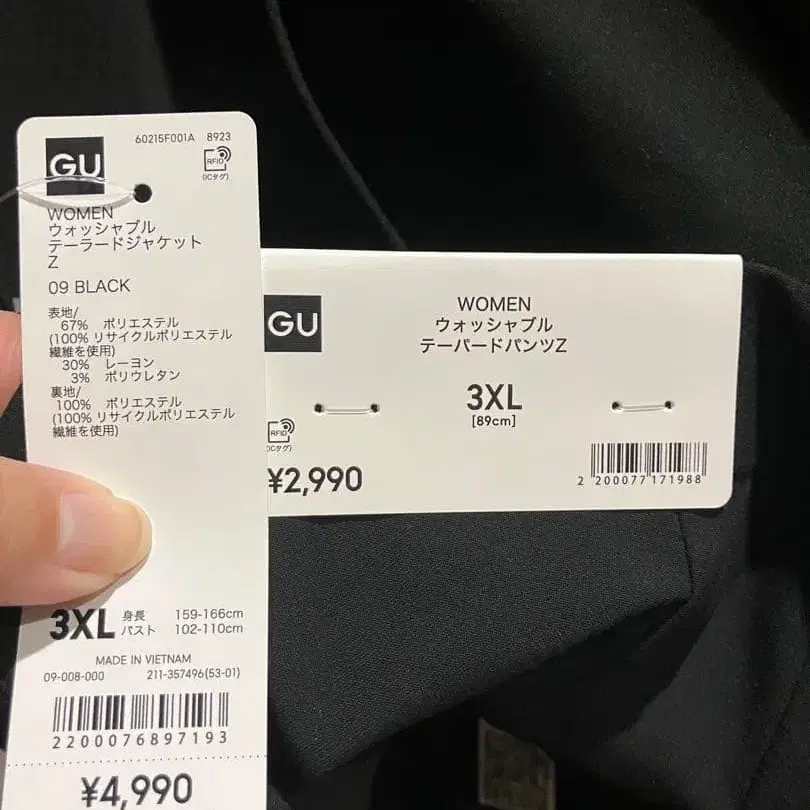 GU
60215F001A 8923
RFID
(ICタグ)
WOMEN
ウォッシャブル
テーラードジャケット
Z
09 BLACK
表地/
67% ポリエステル
(100% リサイクルポリエステル
繊維を使用)
30% レーヨン
3% ポリウレタン
裏地/
100% ポリエステル
(100% リサイクルポリエステル
繊維を使用)
3XL 身長 159-166cm
バスト 102-110cm
MADE IN VIETNAM
09-008-000 211-357496(53-01)
2200076897193
¥4,990
GU
WOMEN
ウォッシャブル
テーパードパンツZ
3XL
[89cm]
RFID
(ICタグ)
¥2,990
2 200077 171988